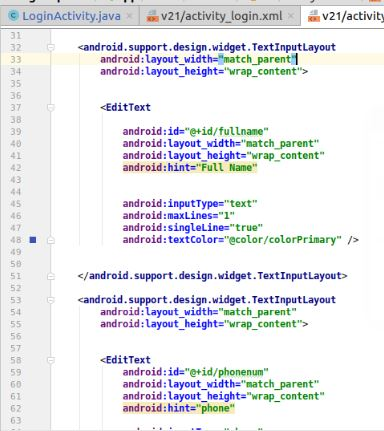 LoginActivity.java × v21/activity_login.xml × v21/activity
31
32 <android.support.design.widget.TextInputLayout
33 android:layout_width="match_parent"
34 android:layout_height="wrap_content">
35
36
37 <EditText
38
39 android:id="@+id/fullname"
40 android:layout_width="match_parent"
41 android:layout_height="wrap_content"
42 android:hint="Full Name"
43
44
45 android:inputType="text"
46 android:maxLines="1"
47 android:singleLine="true"
48 android:textColor="@color/colorPrimary" />
49
50
51 </android.support.design.widget.TextInputLayout>
53 <android.support.design.widget.TextInputLayout
54 android:layout_width="match_parent"
55 android:layout_height="wrap_content">
56
57
58 <EditText
59 android:id="@+id/phonenum"
60 android:layout_width="match_parent"
61 android:layout_height="wrap_content"
62 android:hint="phone"
63